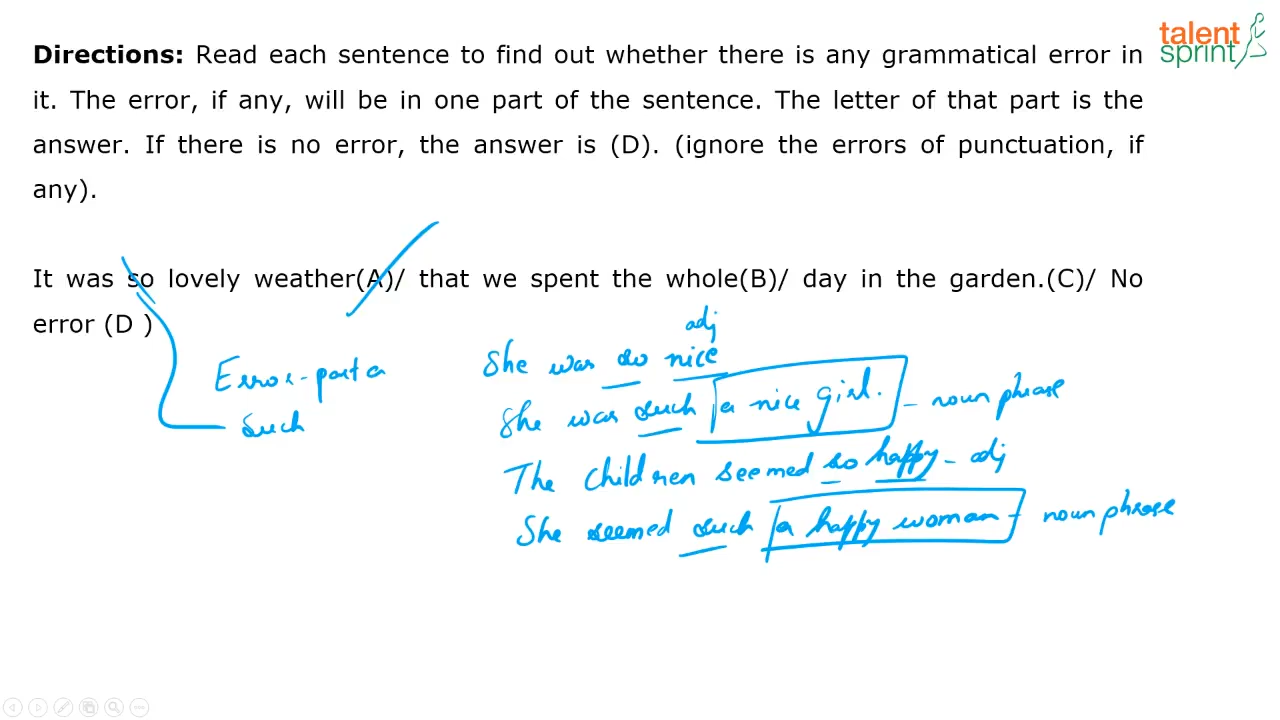 talent
sprint
Directions: Read each sentence to find out whether there is any grammatical error in
it. The error, if any, will be in one part of the sentence. The letter of that part is the
answer. If there is no error, the answer is (D). (ignore the errors of punctuation, if
any).
It was so lovely weather(A)/ that we spent the whole(B)/ day in the garden.(C)/ No
error (D )
Error-part a
such
adj
She was so nice
She was such a nice girl. - noun phrase
The children seemed so happy - adj
She seemed such a happy woman - noun phrase